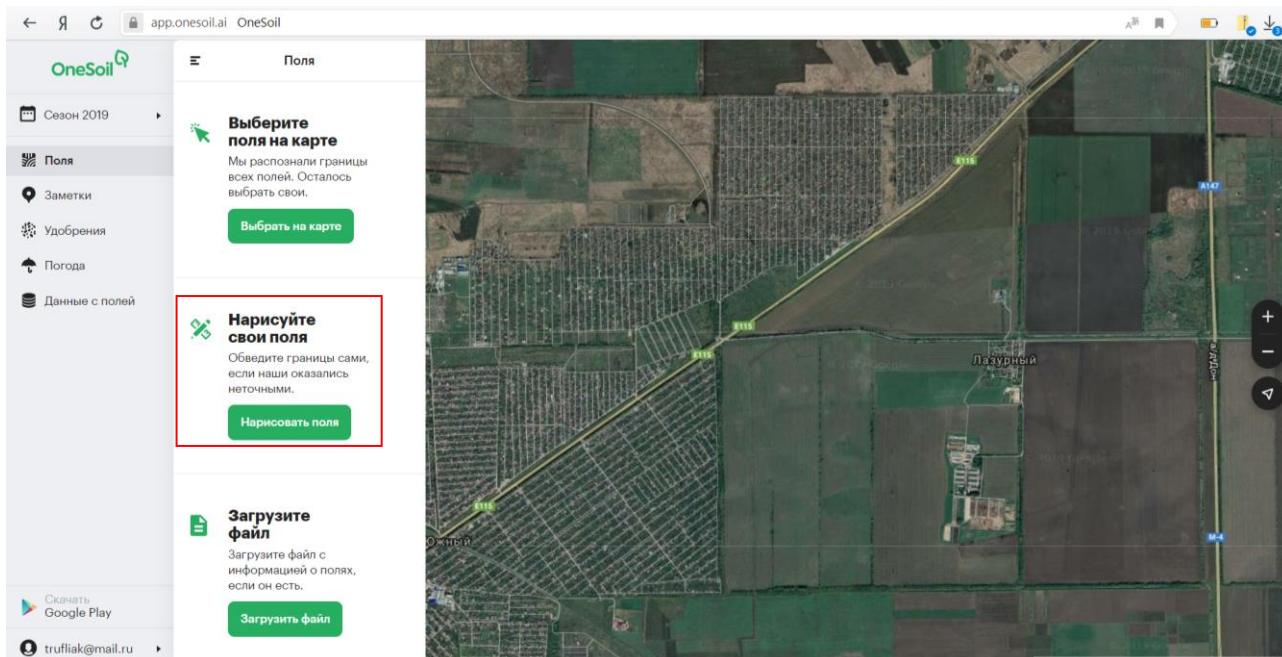 app.onesoil.ai OneSoil
OneSoil
Сезон 2019
Поля
Заметки
Удобрения
Погода
Данные с полей
Скачать
Google Play
trufliak@mail.ru
Поля
Выберите
поля на карте
Мы распознали границы
всех полей. Осталось
выбрать свои.
Выбрать на карте
Нарисуйте
свои поля
Обведите границы сами,
если наши оказались
неточными.
Нарисовать поля
Загрузите
файл
Загрузите файл с
информацией о полях,
если он есть.
Загрузить файл
E115
A147
E115
E115
Лазурный
E115
Южный
М-4